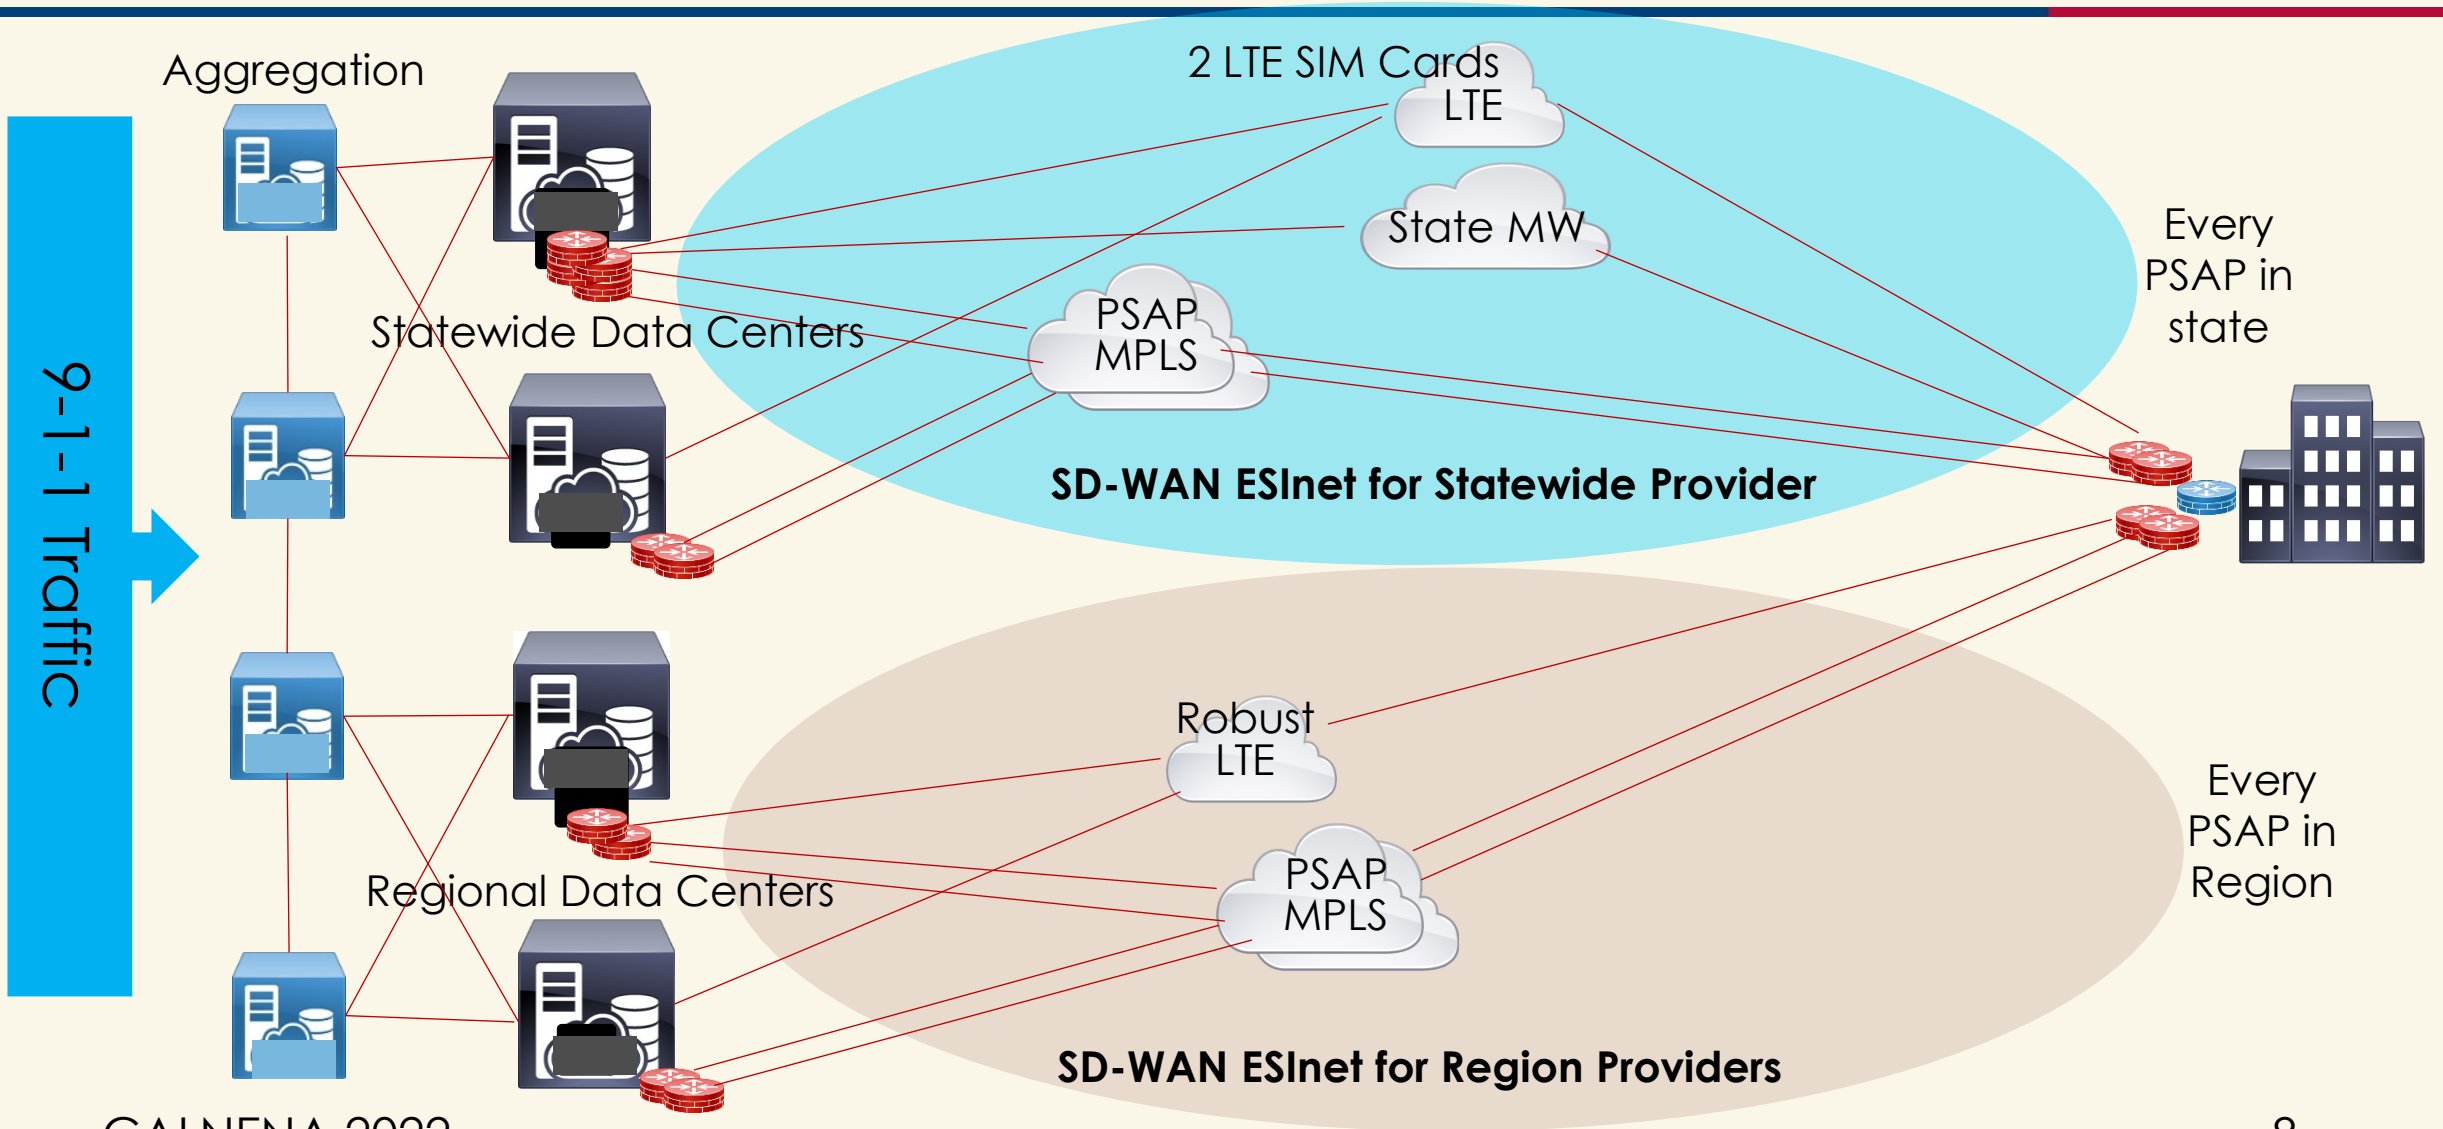 Aggregation
2 LTE SIM Cards
LTE
State MW
Every
PSAP in
state
PSAP
MPLS
Statewide Data Centers
9-1-1 Traffic
SD-WAN ESInet for Statewide Provider
Robust
LTE
Every
PSAP in
Region
PSAP
MPLS
Regional Data Centers
SD-WAN ESInet for Region Providers
CALNENA 2022